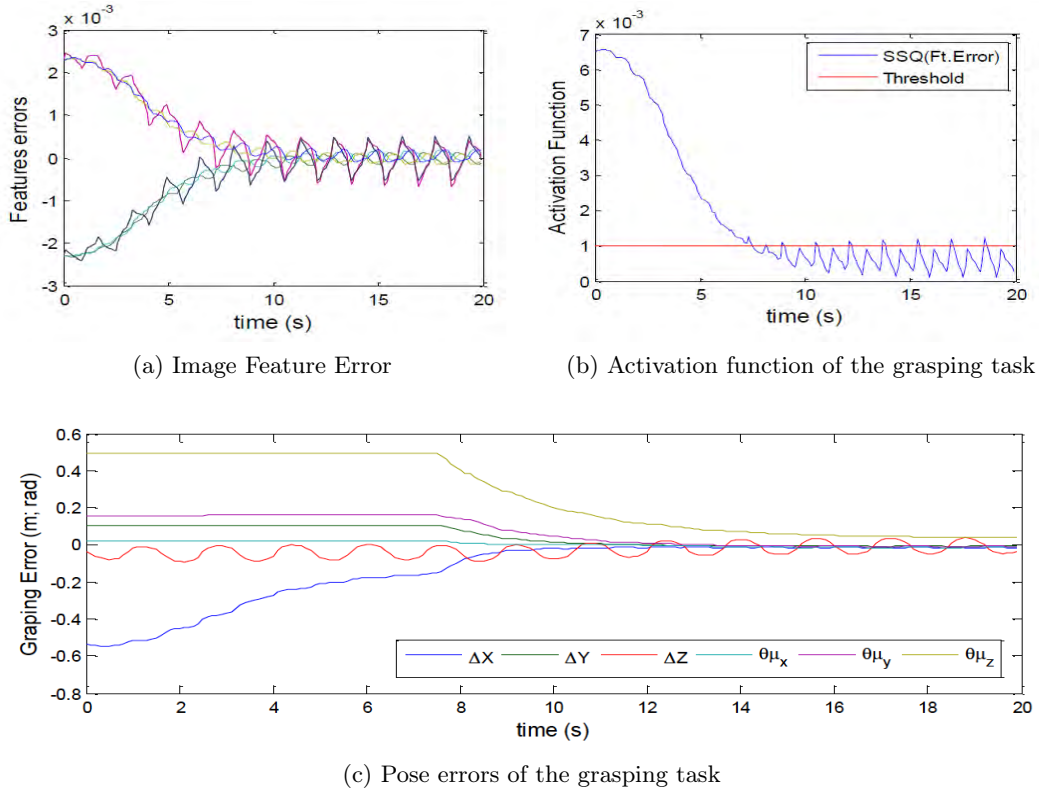 × 10⁻³
3
2
1
0
-1
-2
-3
Features errors
0 5 10 15 20
time (s)
(a) Image Feature Error
× 10⁻³
7
6
5
4
3
2
1
0
Activation Function
SSQ(Ft.Error)
Threshold
0 5 10 15 20
time (s)
(b) Activation function of the grasping task
0.6
0.4
0.2
0
-0.2
-0.4
-0.6
-0.8
Graping Error (m; rad)
ΔX ΔY ΔZ θμx θμy θμz
0 2 4 6 8 10 12 14 16 18 20
time (s)
(c) Pose errors of the grasping task